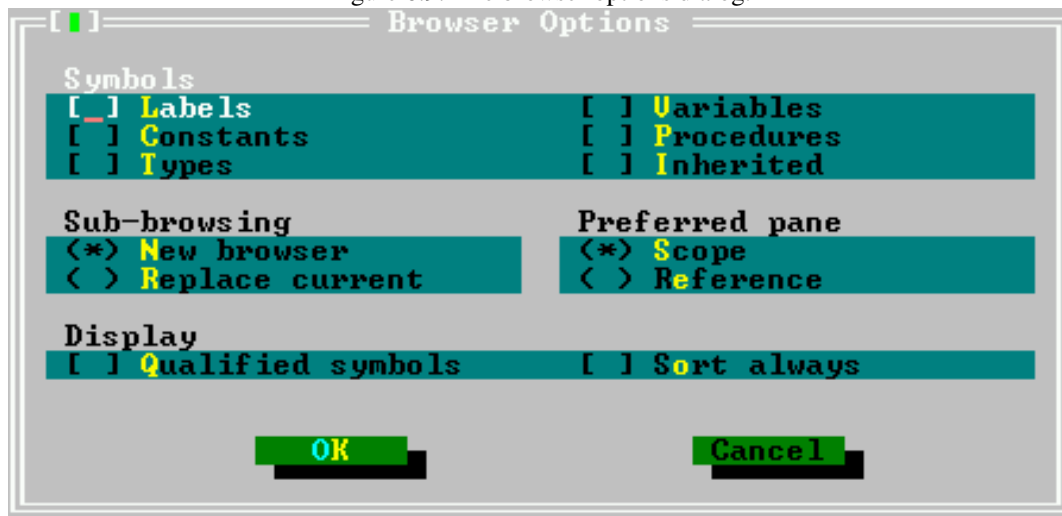 [ ] Browser Options
Symbols
[_] Labels [ ] Variables
[ ] Constants [ ] Procedures
[ ] Types [ ] Inherited
Sub-browsing Preferred pane
(*) New browser (*) Scope
( ) Replace current ( ) Reference
Display
[ ] Qualified symbols [ ] Sort always
OK Cancel